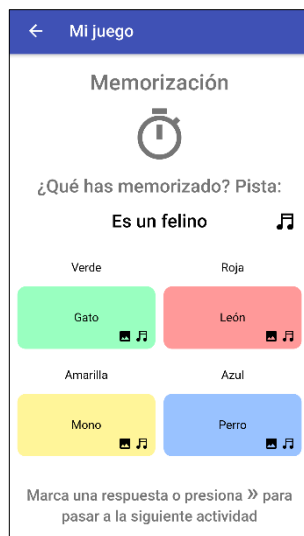 Mi juego
Memorización
¿Qué has memorizado? Pista:
Es un felino
Verde
Roja
Gato
León
Amarilla
Azul
Mono
Perro
Marca una respuesta o presiona » para
pasar a la siguiente actividad